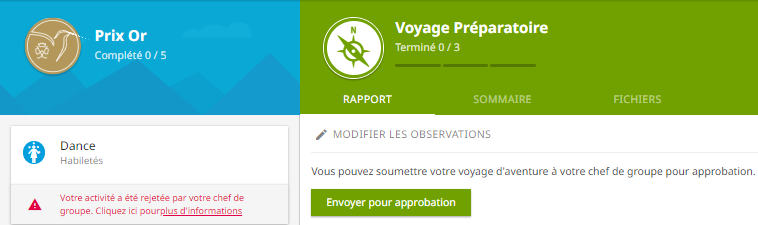 Prix Or
Complété 0 / 5
Dance
Habiletés
Votre activité a été rejetée par votre chef de
groupe. Cliquez ici pourplus d'informations
N
Voyage Préparatoire
Terminé 0 / 3
RAPPORT SOMMAIRE FICHIERS
MODIFIER LES OBSERVATIONS
Vous pouvez soumettre votre voyage d'aventure à votre chef de groupe pour approbation.
Envoyer pour approbation